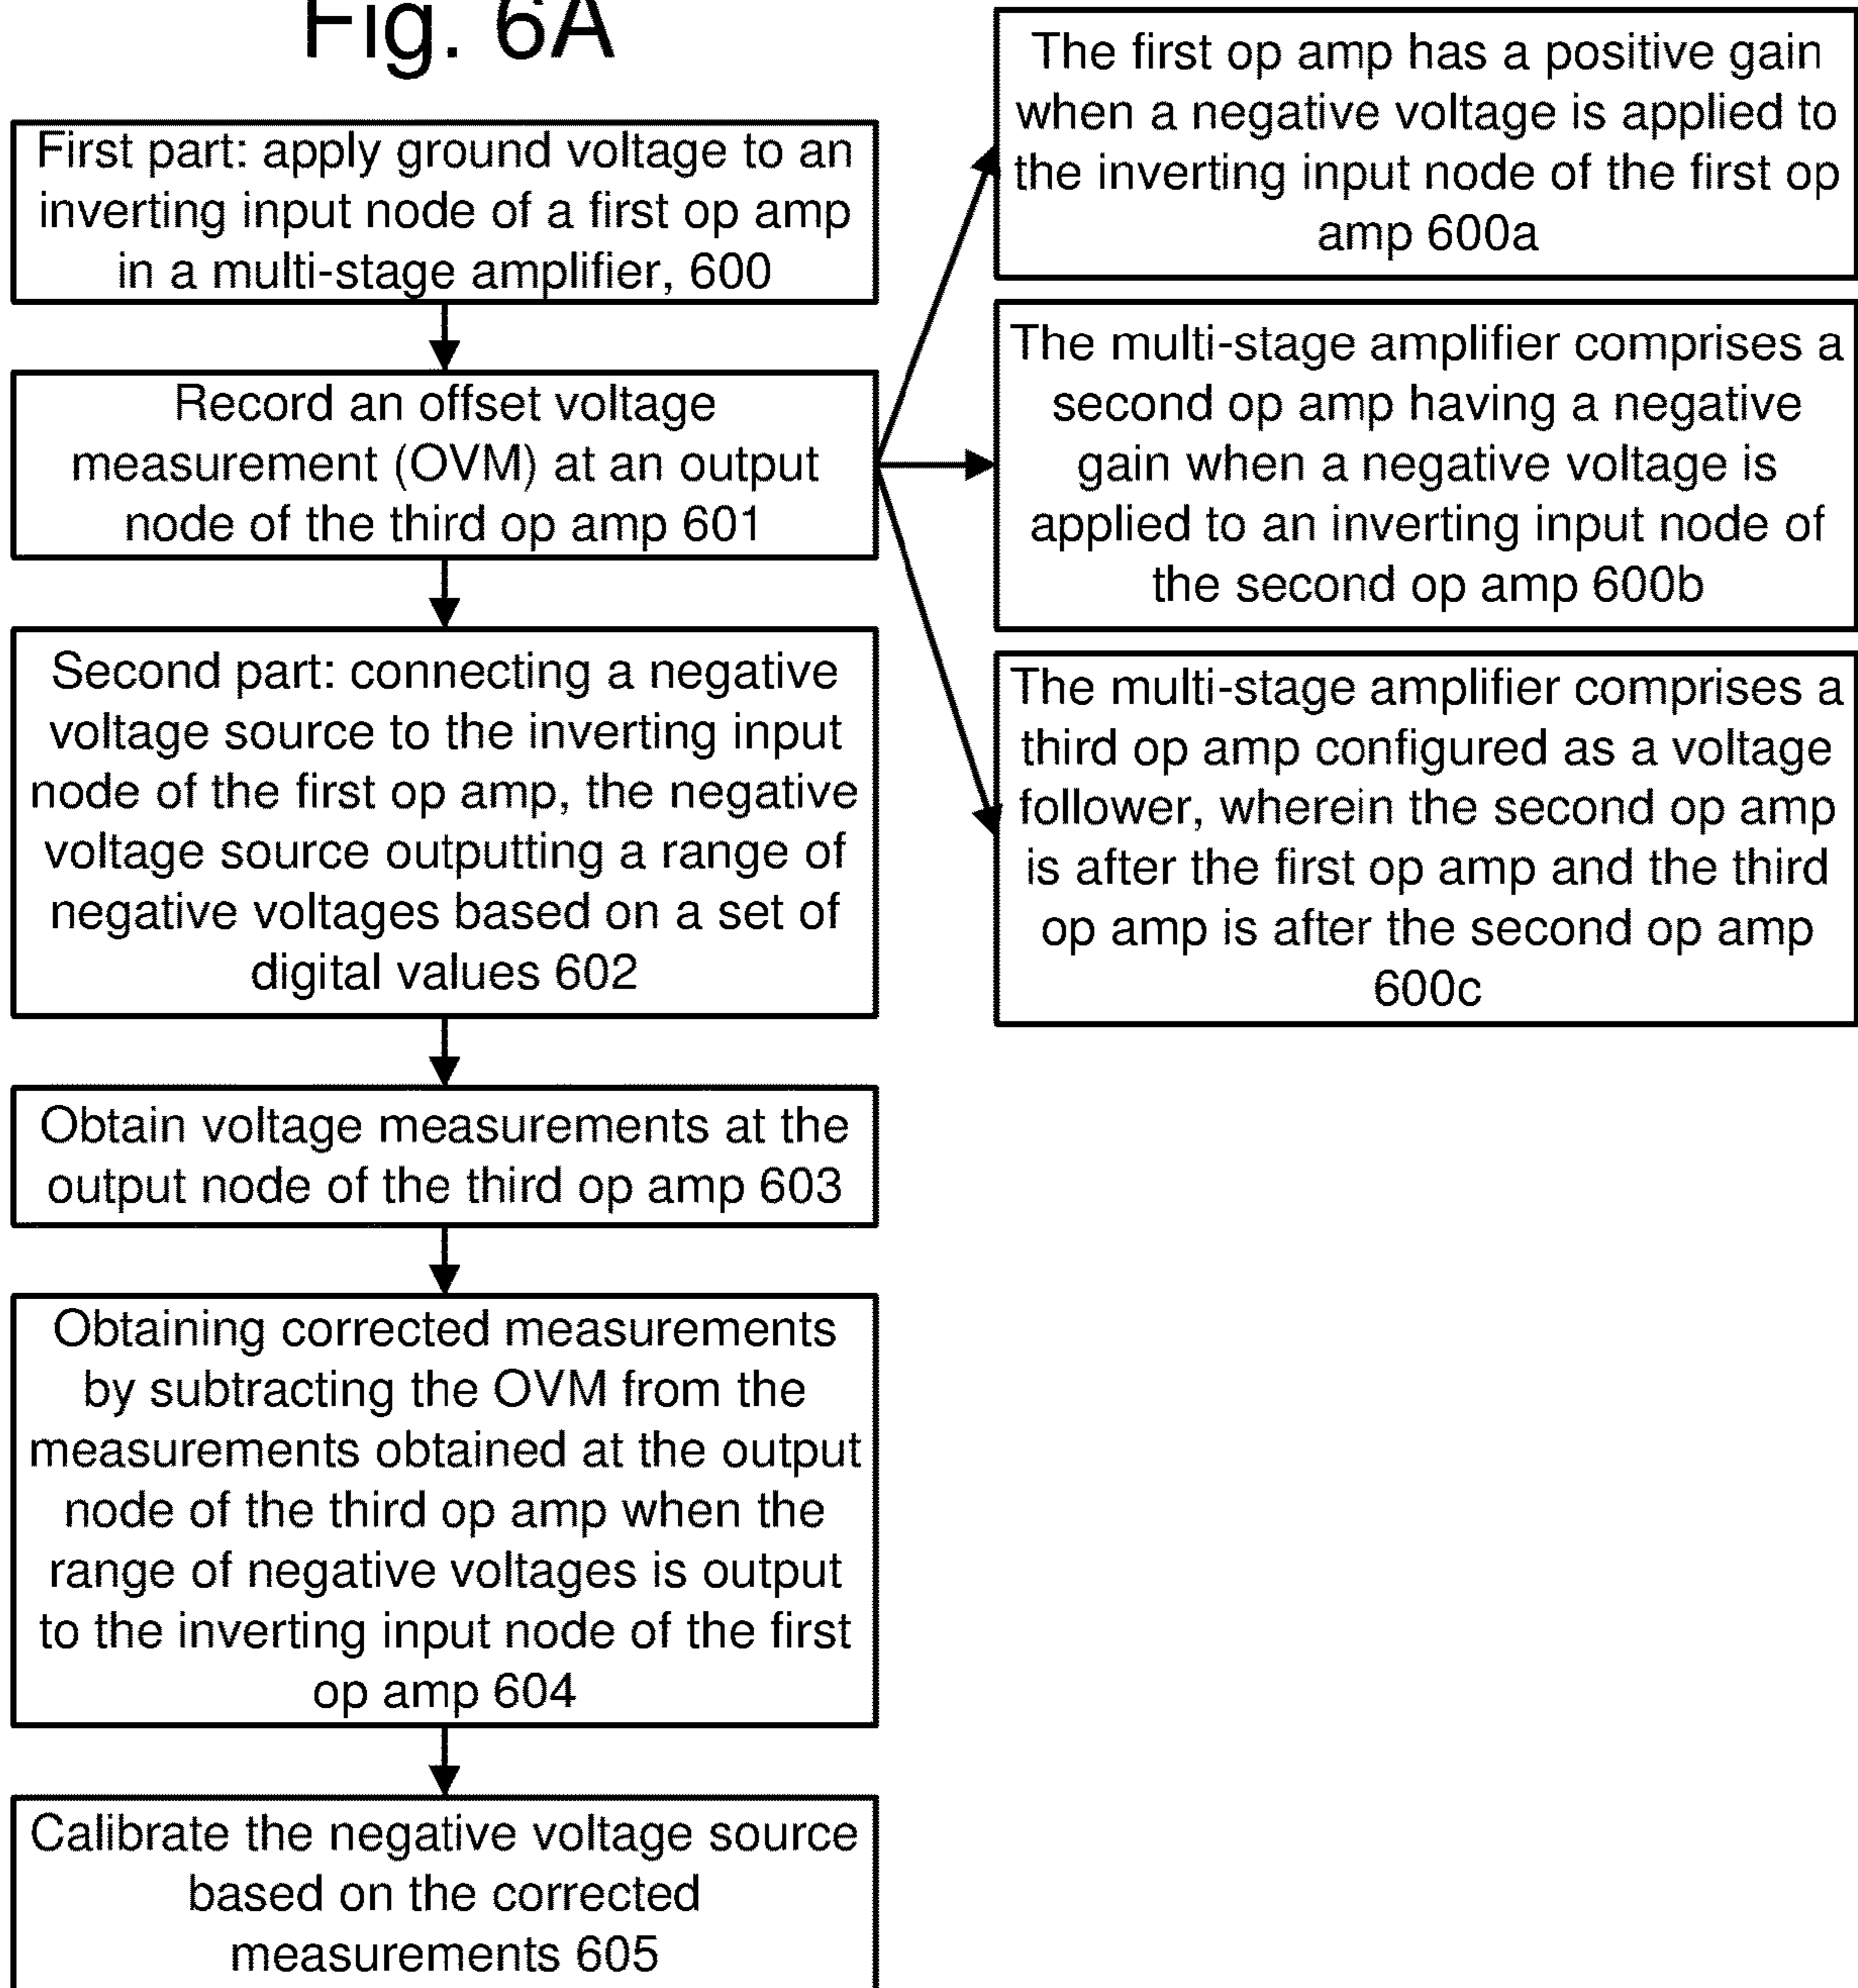 Fig. 6A
First part: apply ground voltage to an
inverting input node of a first op amp
in a multi-stage amplifier, 600
Record an offset voltage
measurement (OVM) at an output
node of the third op amp 601
Second part: connecting a negative
voltage source to the inverting input
node of the first op amp, the negative
voltage source outputting a range of
negative voltages based on a set of
digital values 602
Obtain voltage measurements at the
output node of the third op amp 603
Obtaining corrected measurements
by subtracting the OVM from the
measurements obtained at the output
node of the third op amp when the
range of negative voltages is output
to the inverting input node of the first
op amp 604
Calibrate the negative voltage source
based on the corrected
measurements 605
The first op amp has a positive gain
when a negative voltage is applied to
the inverting input node of the first op
amp 600a
The multi-stage amplifier comprises a
second op amp having a negative
gain when a negative voltage is
applied to an inverting input node of
the second op amp 600b
The multi-stage amplifier comprises a
third op amp configured as a voltage
follower, wherein the second op amp
is after the first op amp and the third
op amp is after the second op amp
600c